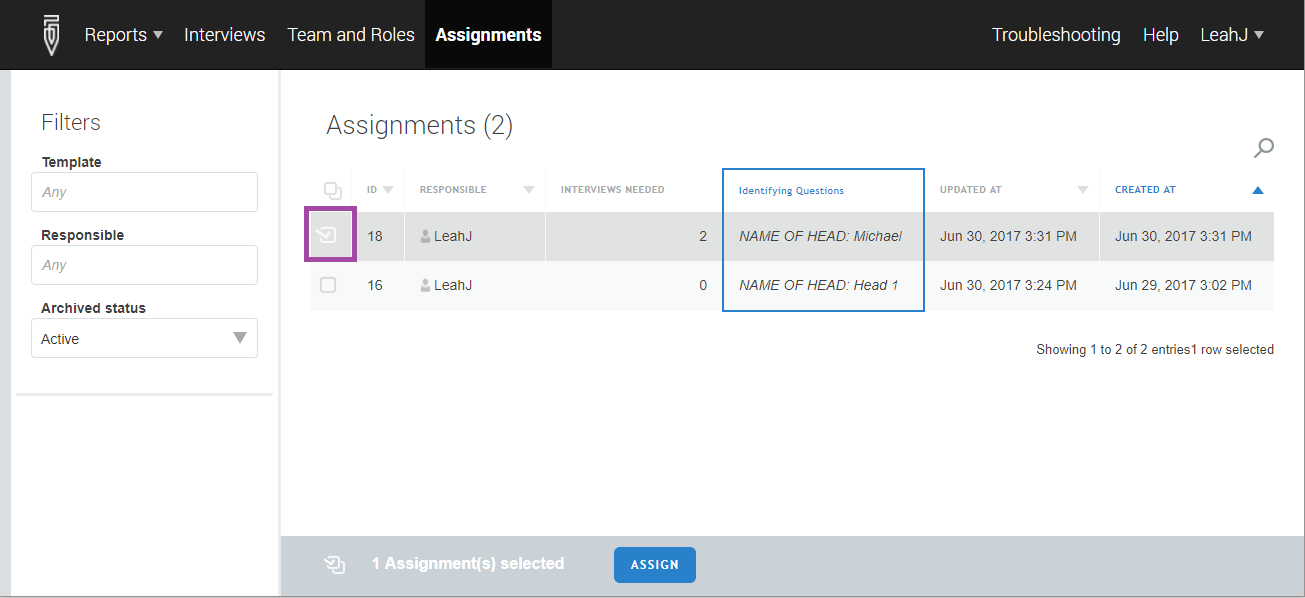 Reports Interviews Team and Roles Assignments Troubleshooting Help LeahJ
Filters
Template
Any
Responsible
Any
Archived status
Active
Assignments (2)
ID RESPONSIBLE INTERVIEWS NEEDED Identifying Questions UPDATED AT CREATED AT
18 LeahJ 2 NAME OF HEAD: Michael Jun 30, 2017 3:31 PM Jun 30, 2017 3:31 PM
16 LeahJ 0 NAME OF HEAD: Head 1 Jun 30, 2017 3:24 PM Jun 29, 2017 3:02 PM
Showing 1 to 2 of 2 entries1 row selected
1 Assignment(s) selected ASSIGN